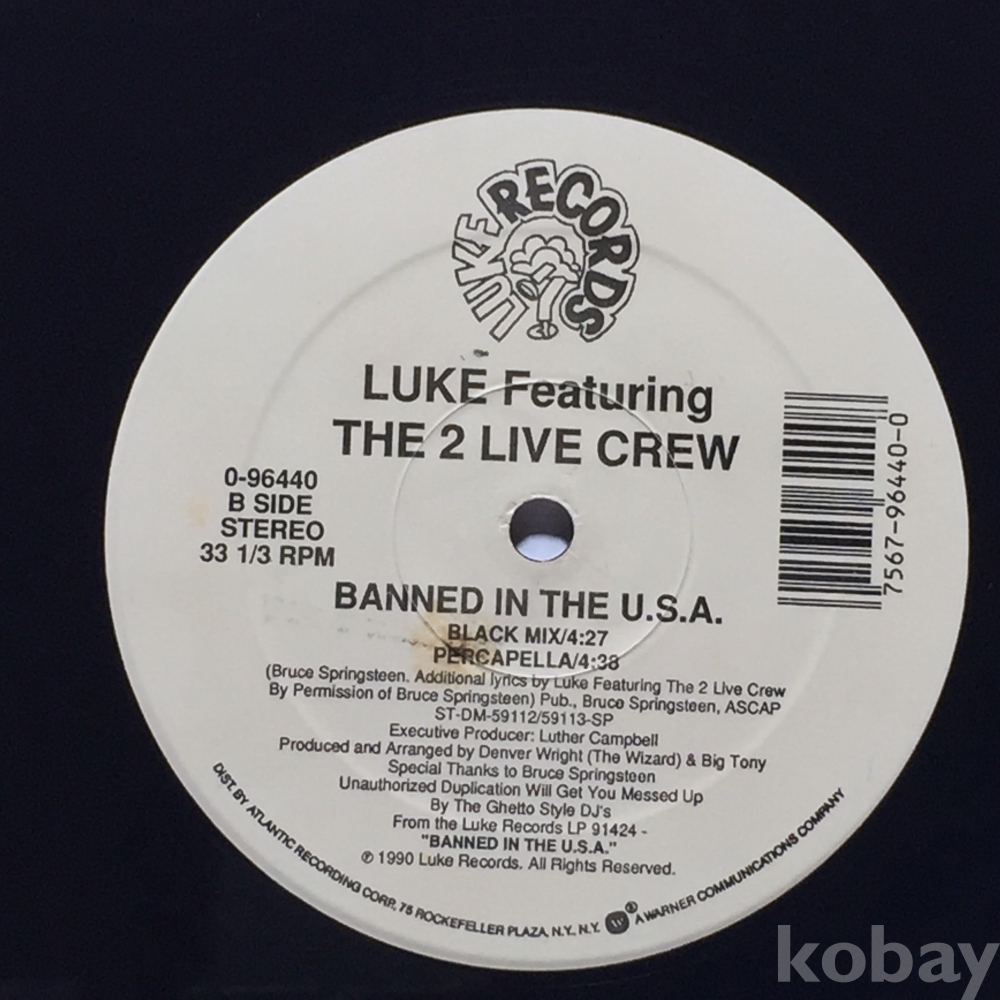 LUKE RECORDS
LUKE Featuring
THE 2 LIVE CREW
0-96440
B SIDE
STEREO
33 1/3 RPM
7567-96440-0
BANNED IN THE U.S.A.
BLACK MIX/4:27
PERCAPELLA/4:38
(Bruce Springsteen. Additional lyrics by Luke Featuring The 2 Live Crew
By Permission of Bruce Springsteen) Pub., Bruce Springsteen, ASCAP
ST-DM-59112/59113-SP
Executive Producer: Luther Campbell
Produced and Arranged by Denver Wright (The Wizard) & Big Tony
Special Thanks to Bruce Springsteen
Unauthorized Duplication Will Get You Messed Up
By The Ghetto Style DJ's
From the Luke Records LP 91424 -
"BANNED IN THE U.S.A."
℗ 1990 Luke Records. All Rights Reserved.
DIST. BY ATLANTIC RECORDING CORP., 75 ROCKEFELLER PLAZA, N.Y., N.Y. W ® A WARNER COMMUNICATIONS COMPANY
kobay